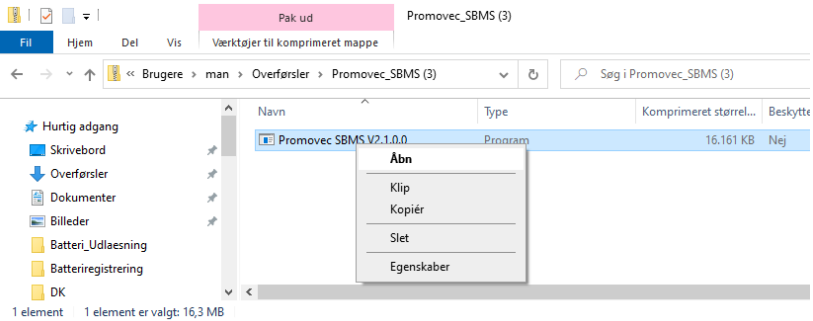 Pak ud
Promovec_SBMS (3)
Fil
Hjem
Del
Vis
Værktøjer til komprimeret mappe
« Brugere › man › Overførsler › Promovec_SBMS (3)
Søg i Promovec_SBMS (3)
Navn
Type
Komprimeret størrel...
Beskytte
Hurtig adgang
Skrivebord
Overførsler
Dokumenter
Billeder
Batteri_Udlaesning
Batteriregistrering
DK
Promovec SBMS V2.1.0.0
Program
16.161 KB
Nej
Åbn
Klip
Kopiér
Slet
Egenskaber
1 element
1 element er valgt: 16,3 MB